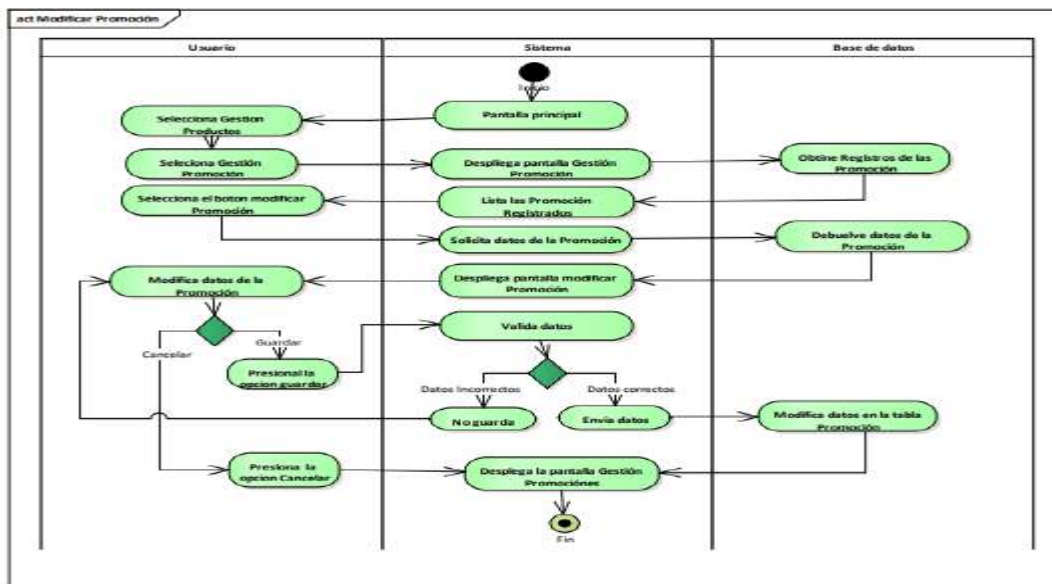 act Modificar Promoción
Usuario
Sistema
Base de datos
Inicio
Pantalla principal
Selecciona Gestion
Productos
Seleciona Gestión
Promoción
Despliega pantalla Gestión
Promoción
Obtine Registros de las
Promoción
Selecciona el boton modificar
Promoción
Lista las Promoción
Registrados
Solicita datos de la Promoción
Debuelve datos de la
Promoción
Modifica datos de la
Promoción
Despliega pantalla modificar
Promoción
Valida datos
Cancelar
Guardar
Presional la
opcion guardar
Datos Incorrectos
Datos correctos
No guarda
Envía datos
Modifica datos en la tabla
Promoción
Presiona la
opcion Cancelar
Despliega la pantalla Gestión
Promociónes
Fin